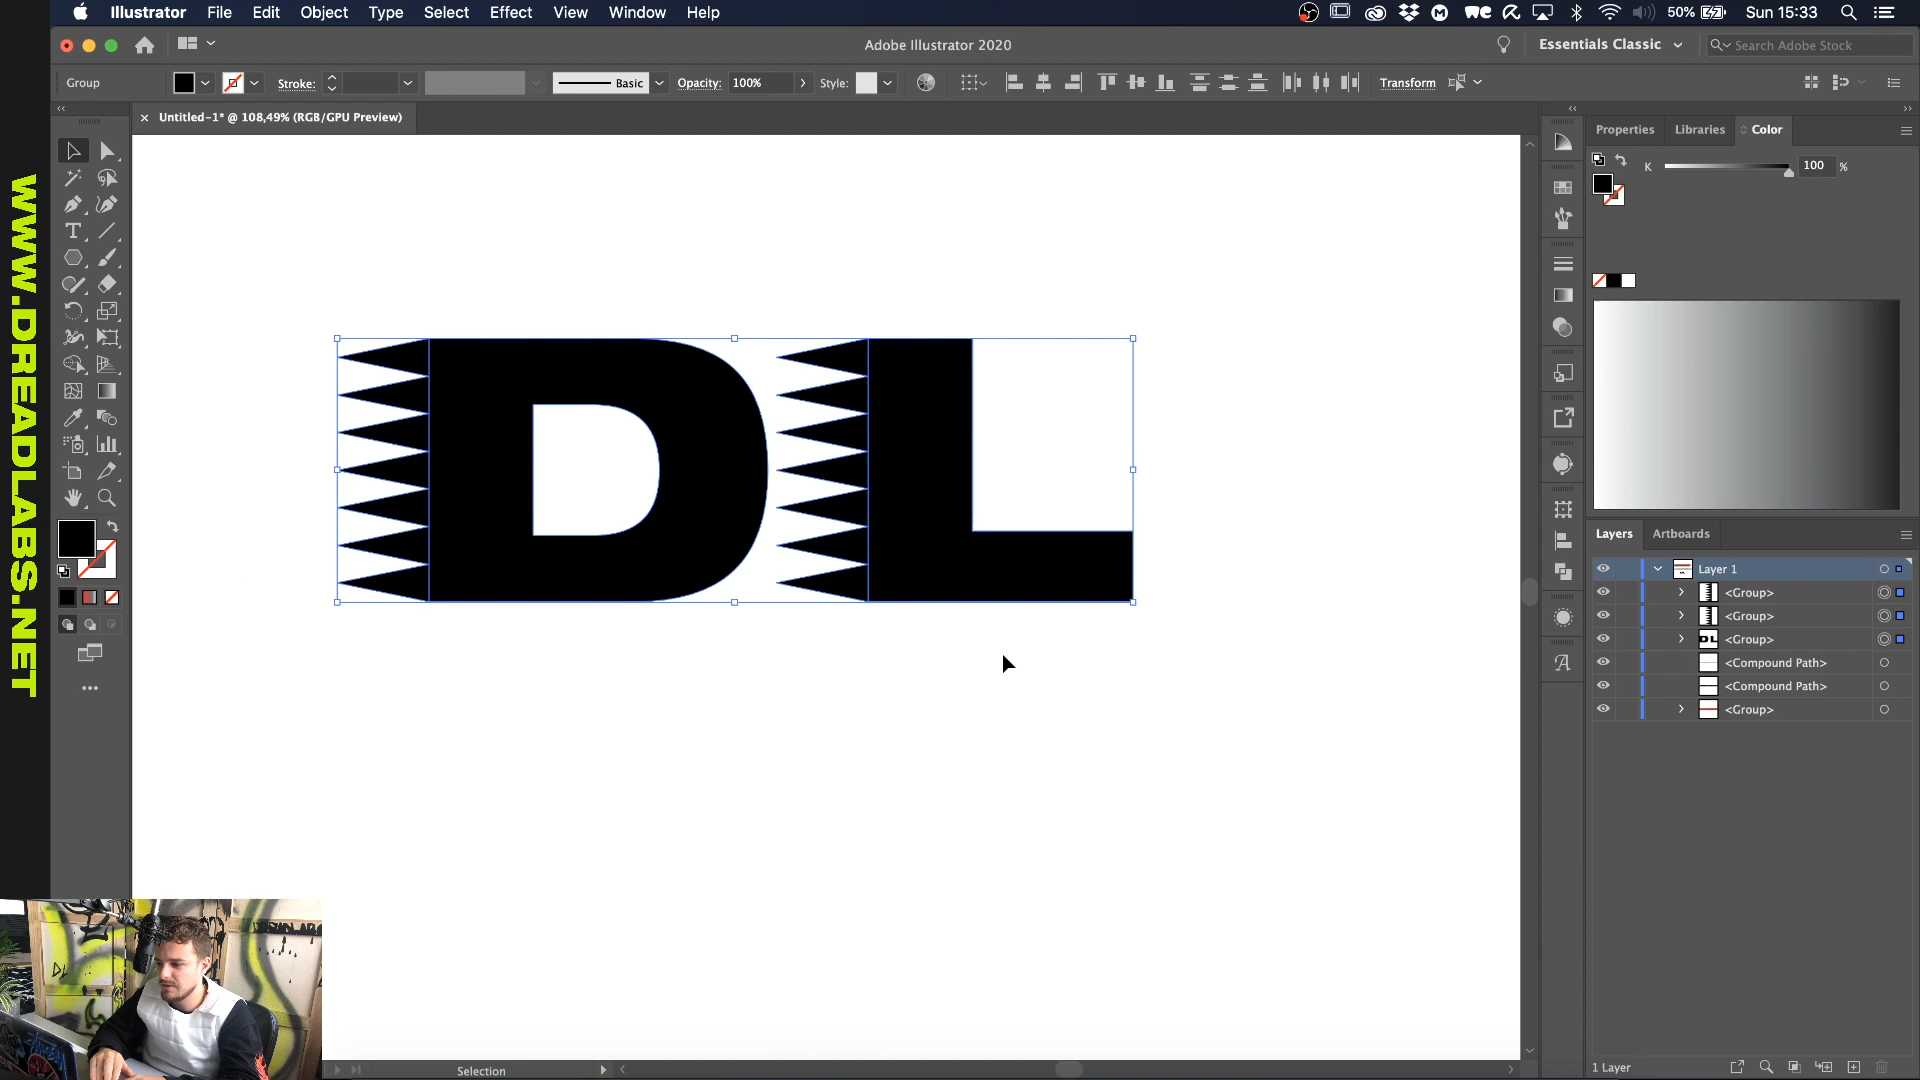 Illustrator File Edit Object Type Select Effect View Window Help
50% Sun 15:33
Adobe Illustrator 2020
Essentials Classic
Search Adobe Stock
Group
Stroke:
Basic
Opacity: 100%
Style:
Transform
Untitled-1* @ 108,49% (RGB/GPU Preview)
Properties Libraries Color
K 100 %
WWW.DREADLABS.NET
DL
Layers Artboards
Layer 1
<Group>
<Group>
DL <Group>
<Compound Path>
<Compound Path>
<Group>
Selection
1 Layer